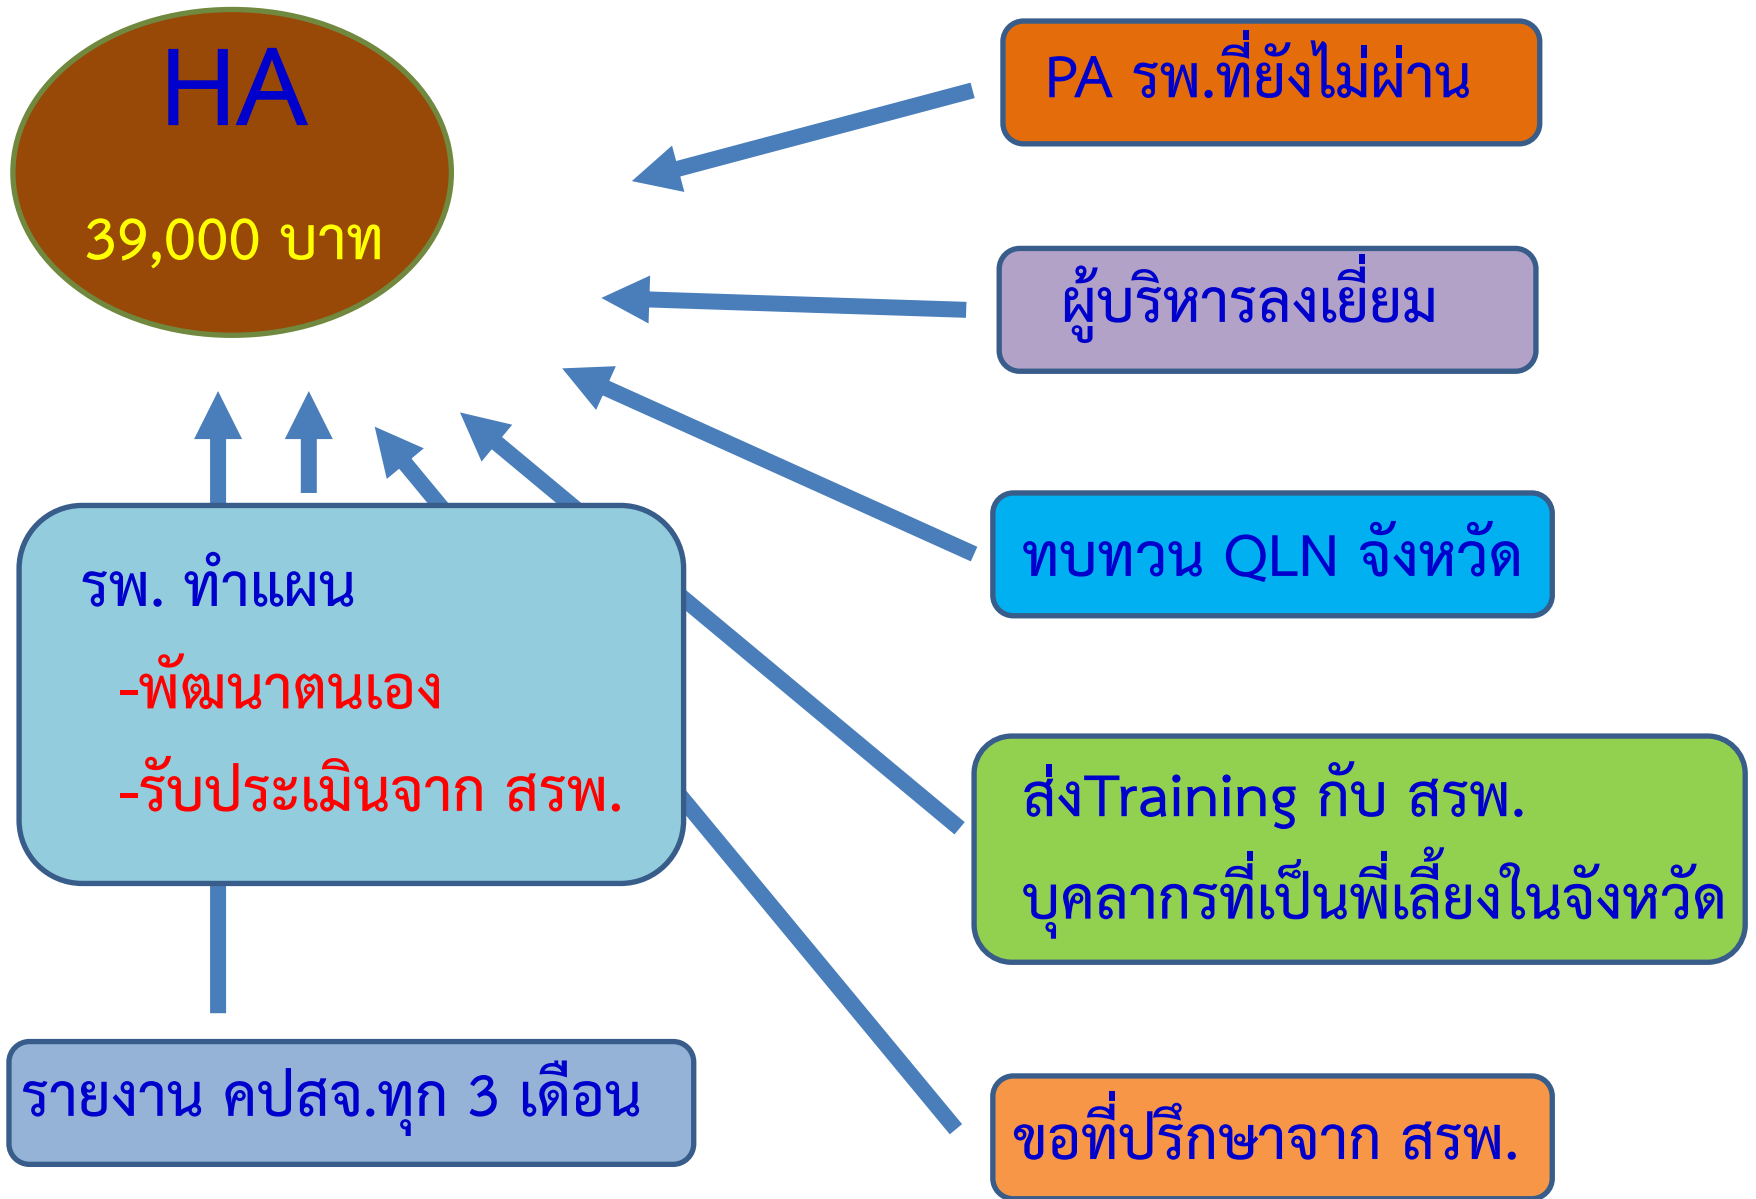 HA
39,000 บาท
PA รพ.ที่ยังไม่ผ่าน
ผู้บริหารลงเยี่ยม
ทบทวน QLN จังหวัด
รพ. ทำแผน
-พัฒนาตนเอง
-รับประเมินจาก สรพ.
ส่งTraining กับ สรพ.
บุคลากรที่เป็นพี่เลี้ยงในจังหวัด
รายงาน คปสจ.ทุก 3 เดือน
ขอที่ปรึกษาจาก สรพ.